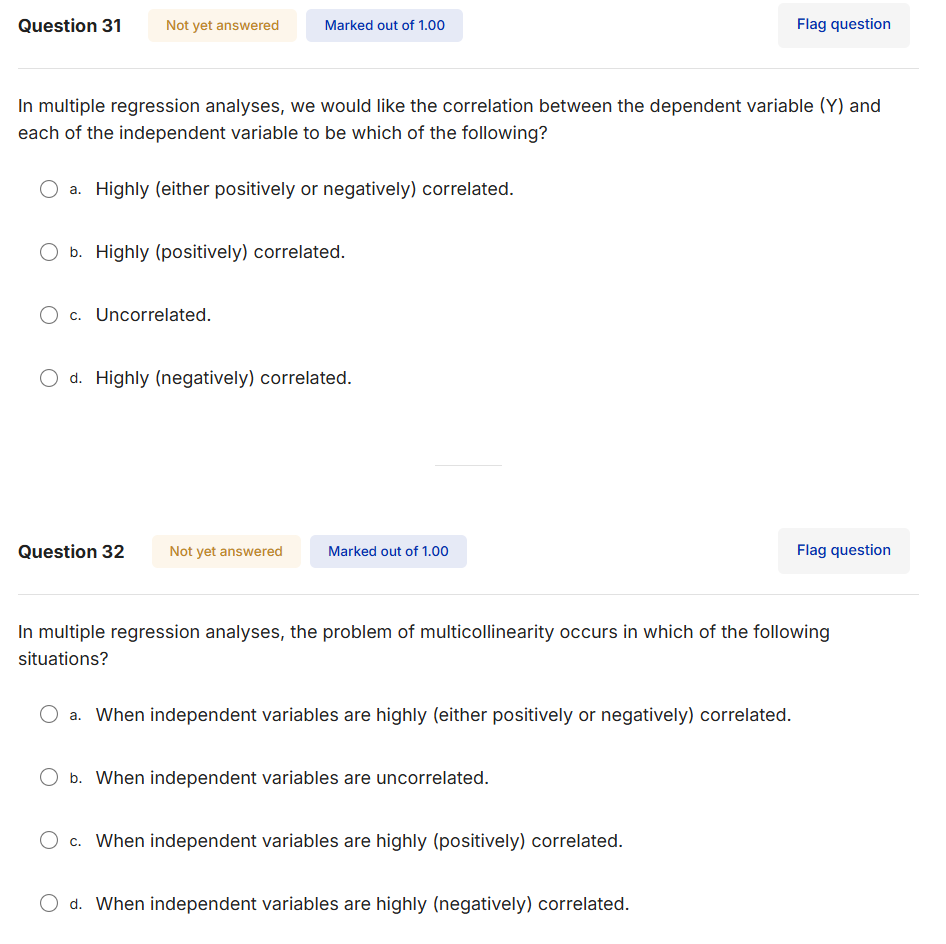 Question 31 Not yet answered Marked out of 1.00 Flag question
In multiple regression analyses, we would like the correlation between the dependent variable (Y) and
each of the independent variable to be which of the following?
a. Highly (either positively or negatively) correlated.
b. Highly (positively) correlated.
c. Uncorrelated.
d. Highly (negatively) correlated.
Question 32 Not yet answered Marked out of 1.00 Flag question
In multiple regression analyses, the problem of multicollinearity occurs in which of the following
situations?
a. When independent variables are highly (either positively or negatively) correlated.
b. When independent variables are uncorrelated.
c. When independent variables are highly (positively) correlated.
d. When independent variables are highly (negatively) correlated.